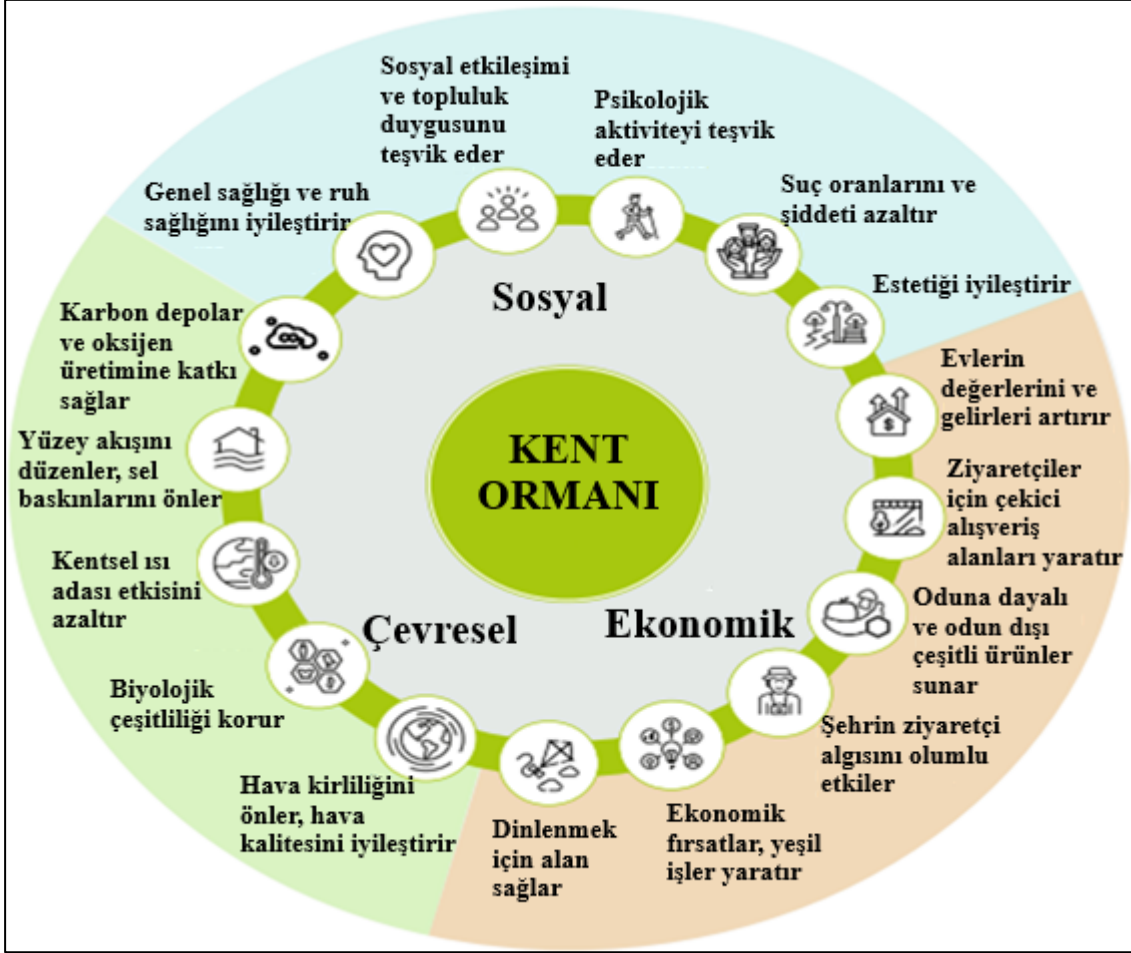 Sosyal etkileşimi
ve topluluk
duygusunu
teşvik eder
Psikolojik
aktiviteyi teşvik
eder
Suç oranlarını ve
şiddeti azaltır
Estetiği iyileştirir
Genel sağlığı ve ruh
sağlığını iyileştirir
Sosyal
Karbon depolar
ve oksijen
üretimine katkı
sağlar
Yüzey akışını
düzenler, sel
baskınlarını önler
Kentsel ısı
adası etkisini
azaltır
Biyolojik
çeşitliliği korur
Hava kirliliğini
önler, hava
kalitesini iyileştirir
Çevresel
KENT
ORMANI
Ekonomik
Evlerin
değerlerini ve
gelirleri artırır
Ziyaretçiler
için çekici
alışveriş
alanları yaratır
Oduna dayalı
ve odun dışı
çeşitli ürünler
sunar
Şehrin ziyaretçi
algısını olumlu
etkiler
Ekonomik
fırsatlar, yeşil
işler yaratır
Dinlenmek
için alan
sağlar